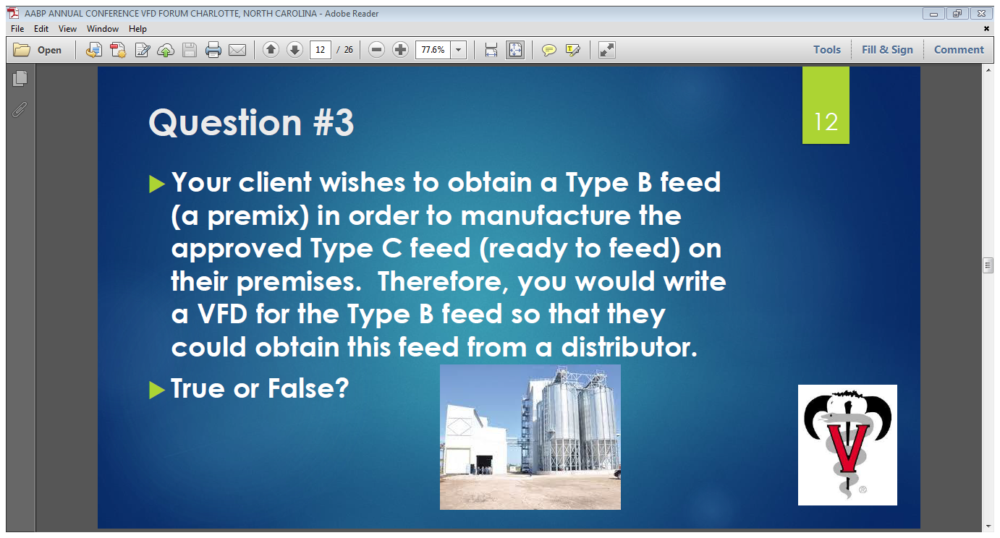 AABP ANNUAL CONFERENCE VFD FORUM CHARLOTTE, NORTH CAROLINA - Adobe Reader
File Edit View Window Help
Open 12 / 26 77.6% Tools Fill & Sign Comment
12
Question #3
Your client wishes to obtain a Type B feed
(a premix) in order to manufacture the
approved Type C feed (ready to feed) on
their premises.  Therefore, you would write
a VFD for the Type B feed so that they
could obtain this feed from a distributor.
True or False?
V
®